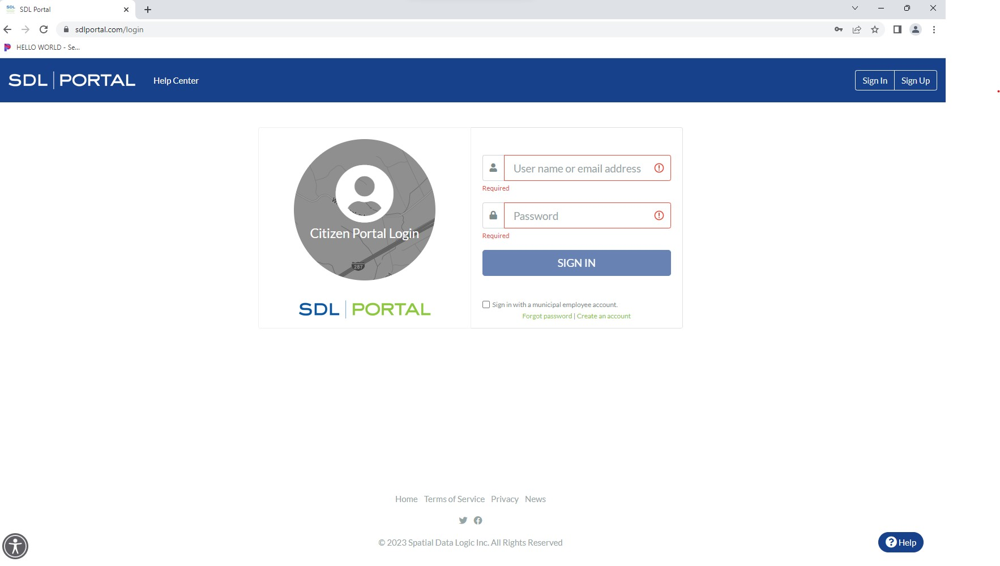 SDL
SDL Portal
sdlportal.com/login
HELLO WORLD - Se...
SDL | PORTAL
Help Center
Sign In
Sign Up
Citizen Portal Login
287
SDL | PORTAL
User name or email address
Required
Password
Required
SIGN IN
Sign in with a municipal employee account.
Forgot password | Create an account
Home Terms of Service Privacy News
© 2023 Spatial Data Logic Inc. All Rights Reserved
Help